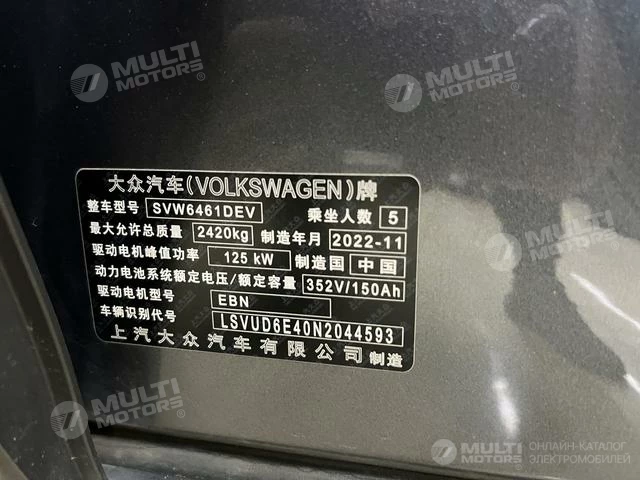 MULTI MOTORS
MULTI MOTORS
大众汽车(VOLKSWAGEN)牌
整车型号 SVW6461DEV 乘坐人数 5
最大允许总质量 2420kg 制造年月 2022-11
驱动电机峰值功率 125 kW 制造国 中国
动力电池系统额定电压/额定容量 352V/150Ah
驱动电机型号 EBN
车辆识别代号 LSVUD6E40N2044593
上汽大众汽车有限公司 制造
MULTI MOTORS
MULTI MOTORS
MULTI MOTORS ОНЛАЙН-КАТАЛОГ ЭЛЕКТРОМОБИЛЕЙ